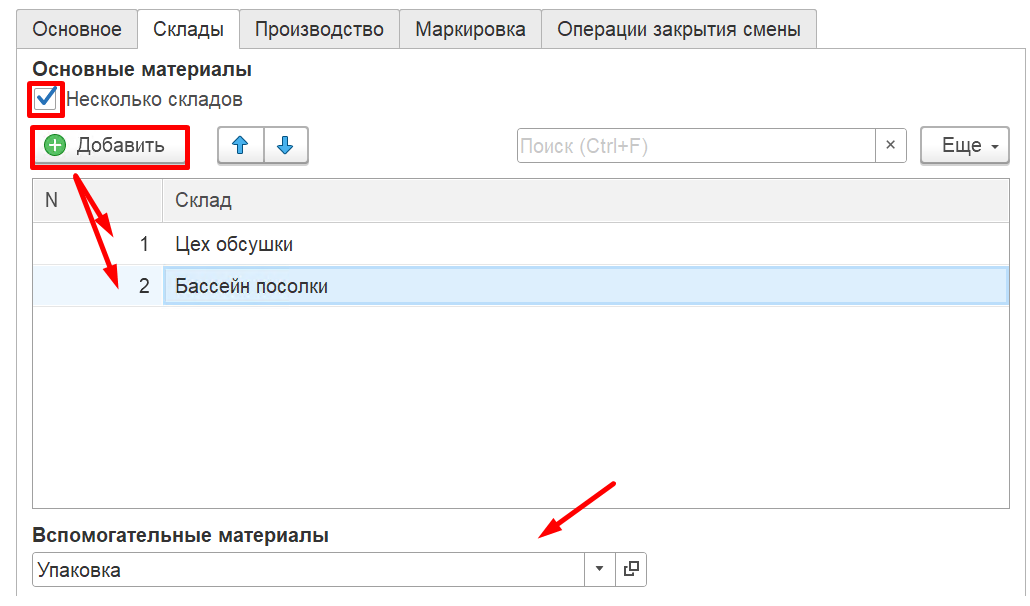 Основное Склады Производство Маркировка Операции закрытия смены
Основные материалы
Несколько складов
Добавить Поиск (Ctrl+F) × Еще
N Склад
1 Цех обсушки
2 Бассейн посолки
Вспомогательные материалы
Упаковка